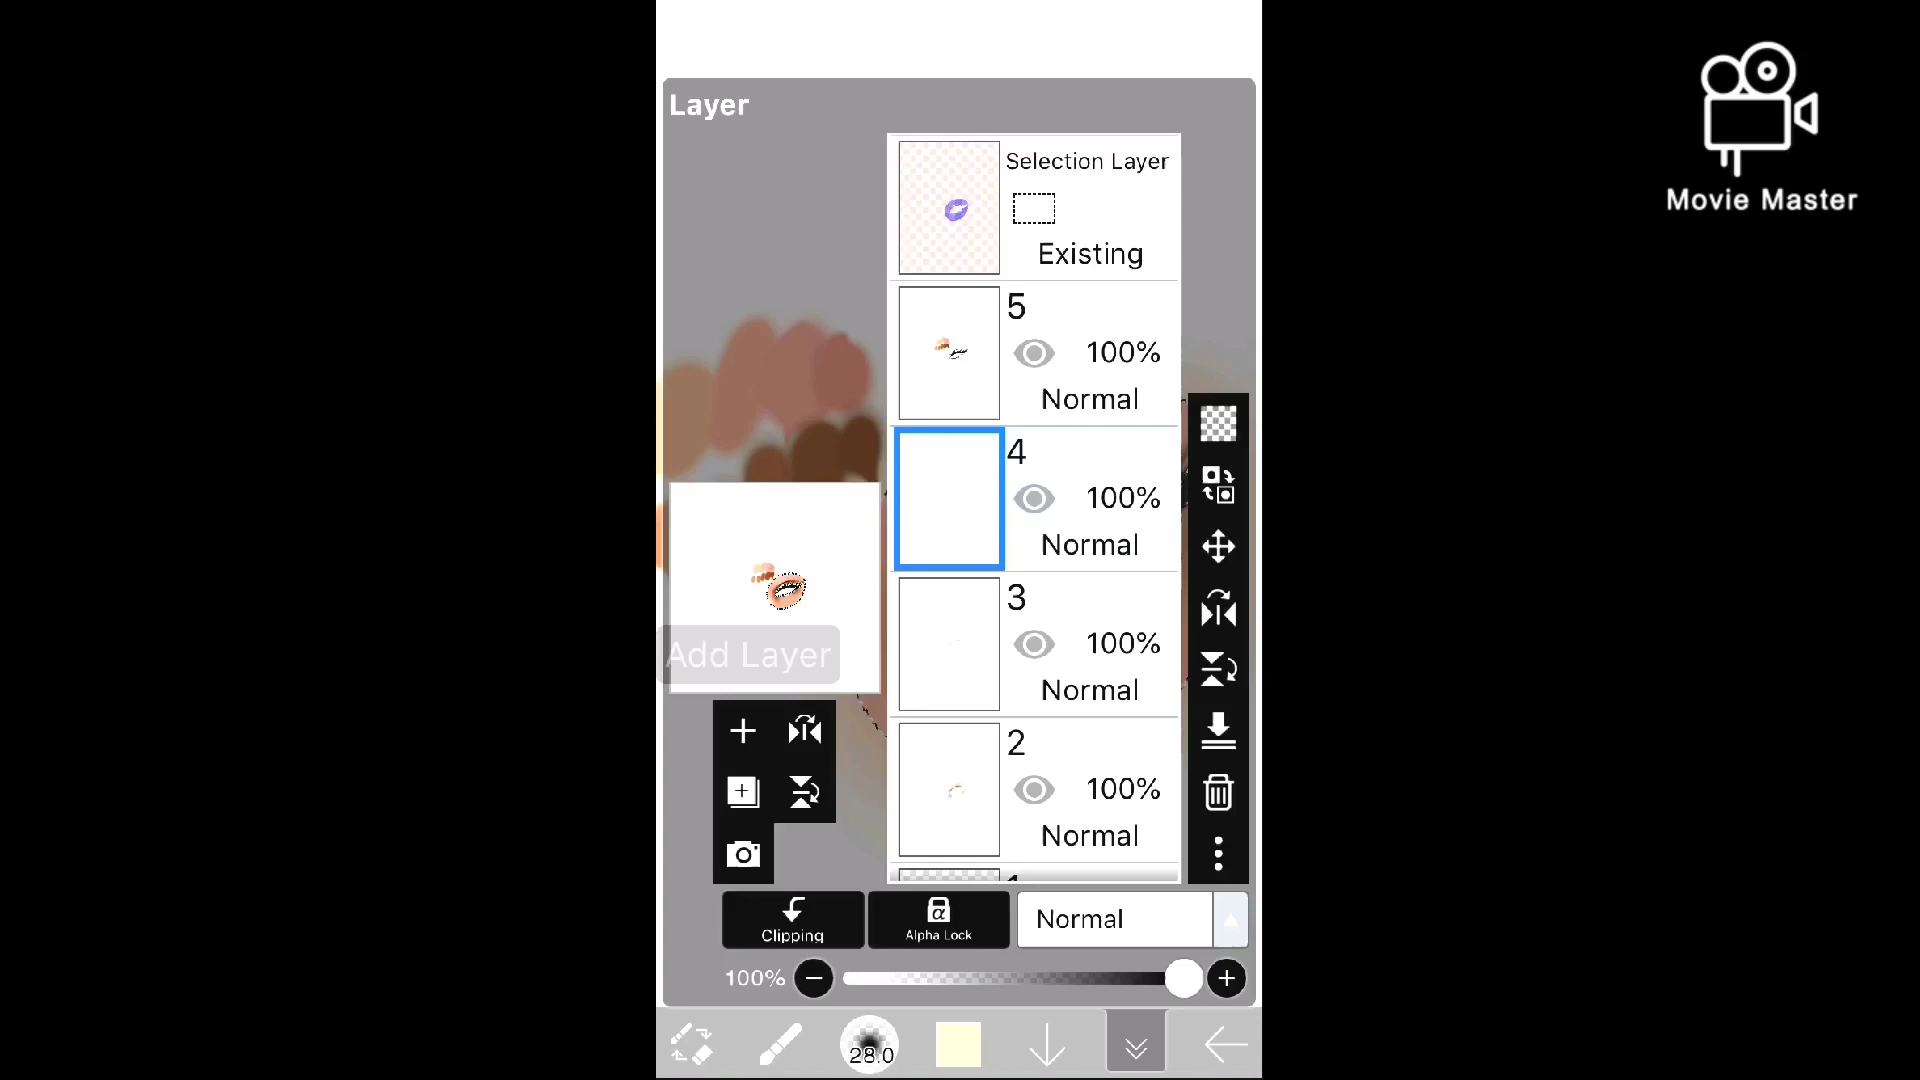 Layer
Movie Master
Selection Layer
Existing
5
100%
Normal
4
100%
Normal
3
100%
Normal
2
100%
Normal
Add Layer
Clipping
α
Alpha Lock
Normal
100%
28.0